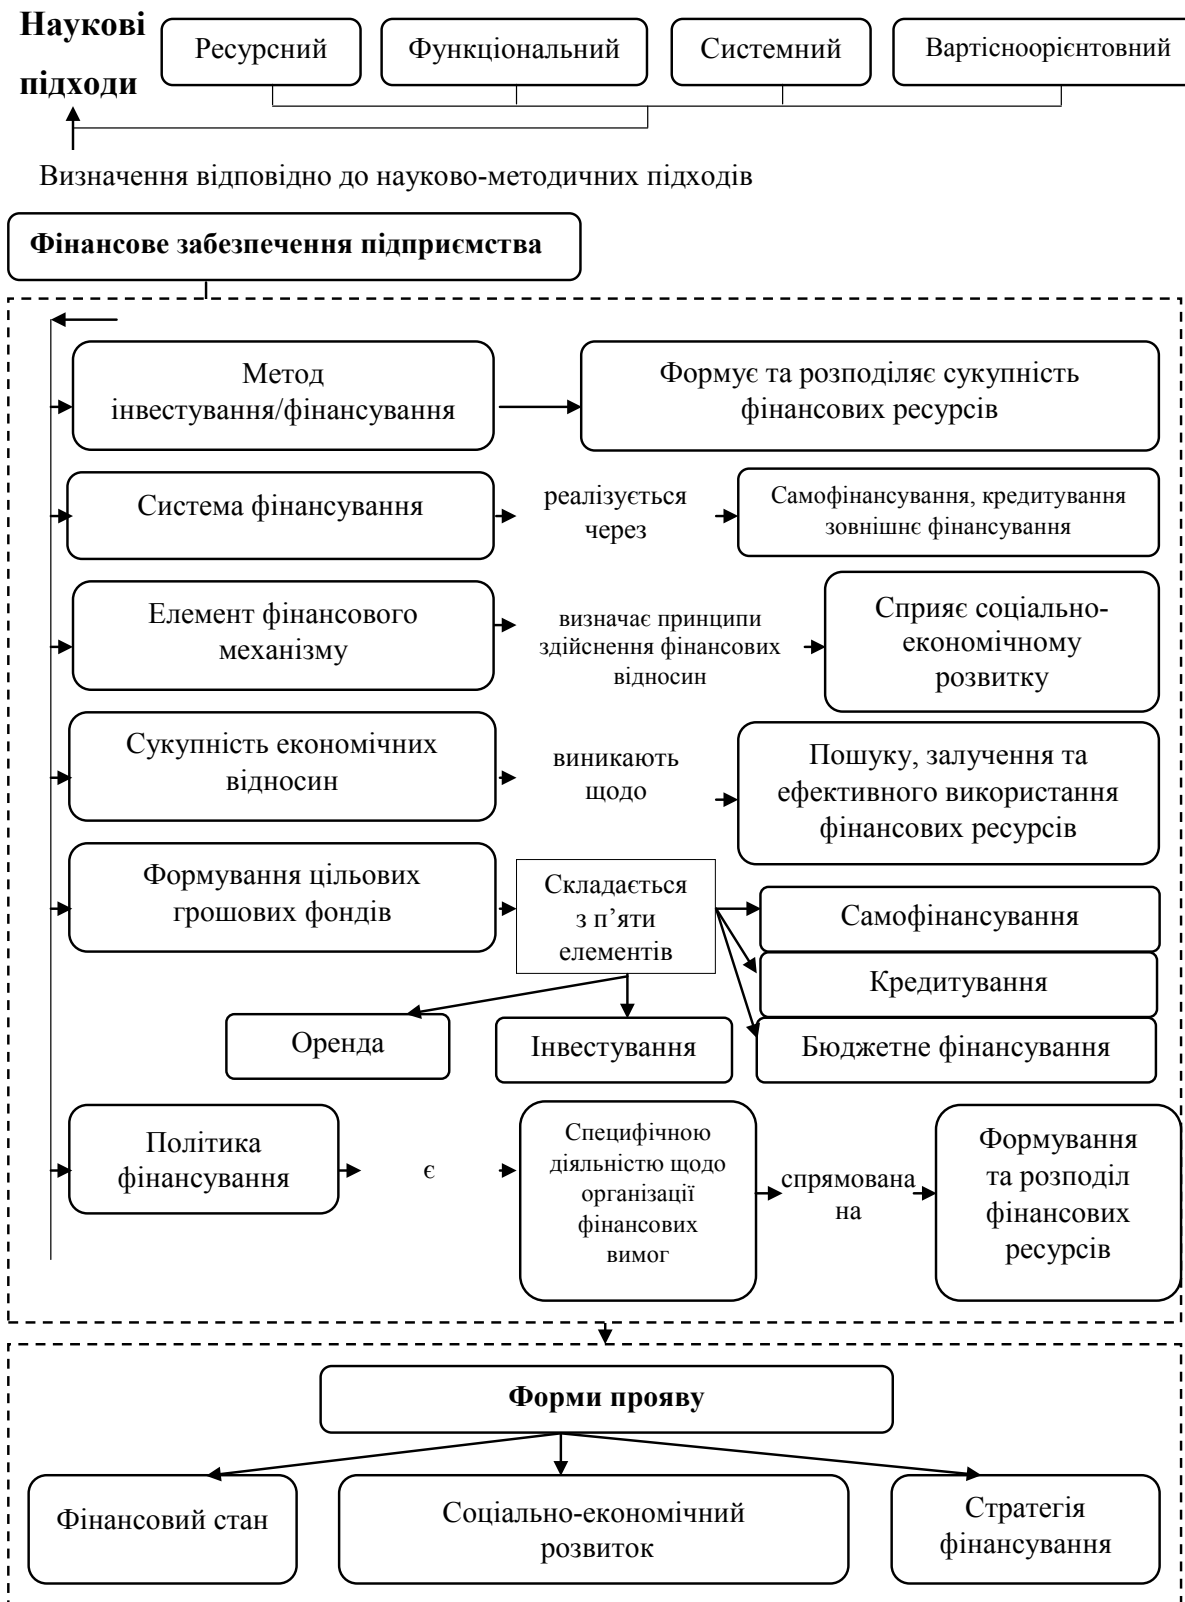 Наукові
підходи
Ресурсний
Функціональний
Системний
Вартісноорієнтовний
Визначення відповідно до науково-методичних підходів
Фінансове забезпечення підприємства
Метод
інвестування/фінансування
Формує та розподіляє сукупність
фінансових ресурсів
Система фінансування
реалізується
через
Самофінансування, кредитування
зовнішнє фінансування
Елемент фінансового
механізму
визначає принципи
здійснення фінансових
відносин
Сприяє соціально-
економічному
розвитку
Сукупність економічних
відносин
виникають
щодо
Пошуку, залучення та
ефективного використання
фінансових ресурсів
Формування цільових
грошових фондів
Складається
з п’яти
елементів
Самофінансування
Кредитування
Бюджетне фінансування
Оренда
Інвестування
Політика
фінансування
є
Специфічною
діяльністю щодо
організації
фінансових
вимог
спрямована
на
Формування
та розподіл
фінансових
ресурсів
Форми прояву
Фінансовий стан
Соціально-економічний
розвиток
Стратегія
фінансування